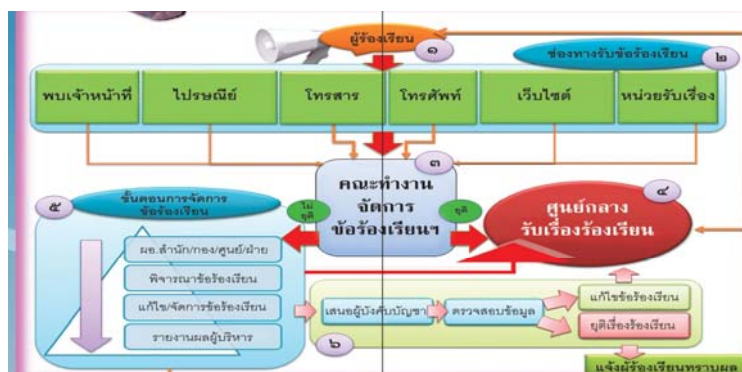 ผู้ร้องเรียน
๑
ช่องทางรับข้อร้องเรียน
๒
พบเจ้าหน้าที่
ไปรษณีย์
โทรสาร
โทรศัพท์
เว็บไซต์
หน่วยรับเรื่อง
๓
คณะทำงาน
จัดการ
ข้อร้องเรียนฯ
ไม่
ยุติ
ยุติ
๔
ศูนย์กลาง
รับเรื่องร้องเรียน
๕
ขั้นตอนการจัดการ
ข้อร้องเรียน
ผอ.สำนัก/กอง/ศูนย์/ฝ่าย
พิจารณาข้อร้องเรียน
แก้ไข/จัดการข้อร้องเรียน
รายงานผลผู้บริหาร
เสนอผู้บังคับบัญชา
ตรวจสอบข้อมูล
แก้ไขข้อร้องเรียน
ยุติเรื่องร้องเรียน
๖
แจ้งผู้ร้องเรียนทราบผล